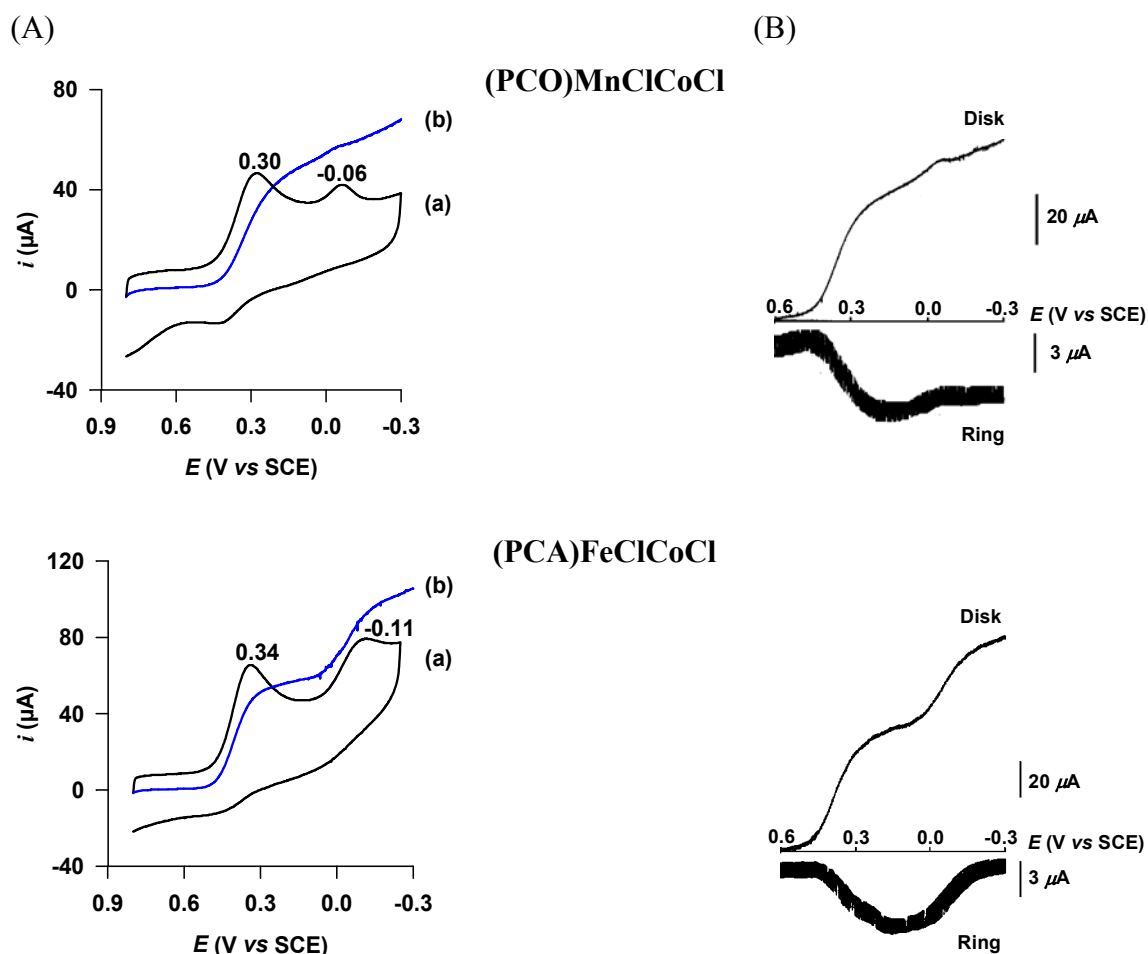 (A)
(B)
(PCO)MnClCoCl
80
40
0
-40
i (µA)
0.30
-0.06
(b)
(a)
0.9 0.6 0.3 0.0 -0.3
E (V vs SCE)
Disk
20 µA
0.6 0.3 0.0 -0.3 E (V vs SCE)
3 µA
Ring
(PCA)FeClCoCl
120
80
40
0
-40
i (µA)
0.34
-0.11
(b)
(a)
0.9 0.6 0.3 0.0 -0.3
E (V vs SCE)
Disk
20 µA
0.6 0.3 0.0 -0.3 E (V vs SCE)
3 µA
Ring